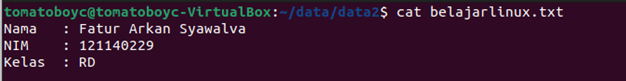 tomatoboyc@tomatoboyc-VirtualBox:~/data/data2$ cat belajarlinux.txt
Nama   : Fatur Arkan Syawalva
NIM    : 121140229
Kelas  : RD